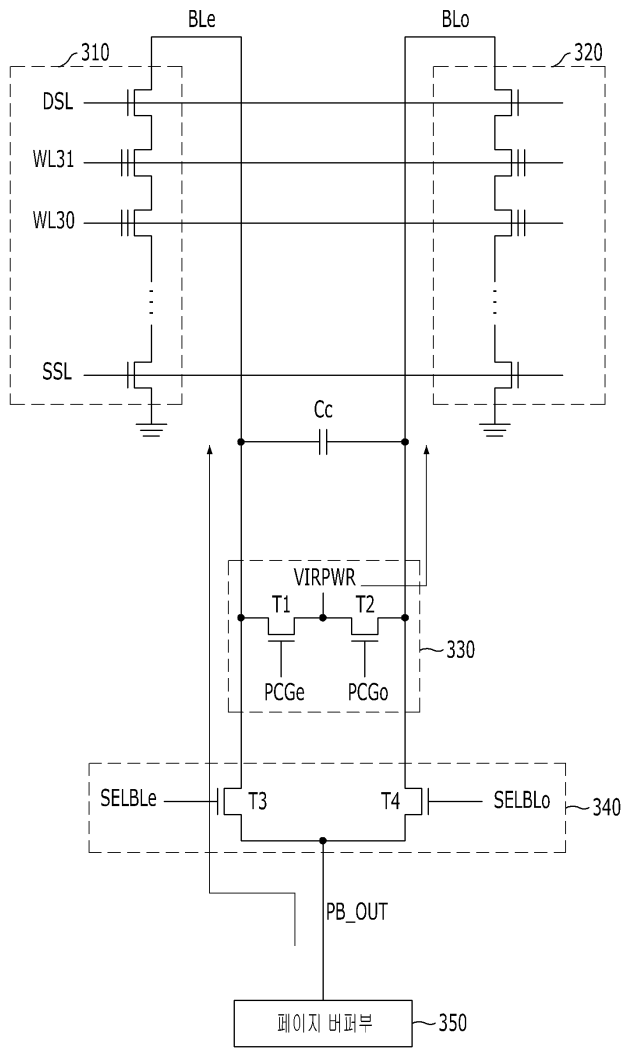 BLe
BLo
310
320
DSL
WL31
WL30
SSL
Cc
VIRPWR
T1
T2
330
PCGe
PCGo
SELBLe
T3
T4
SELBLo
340
PB_OUT
페이지 버퍼부
350